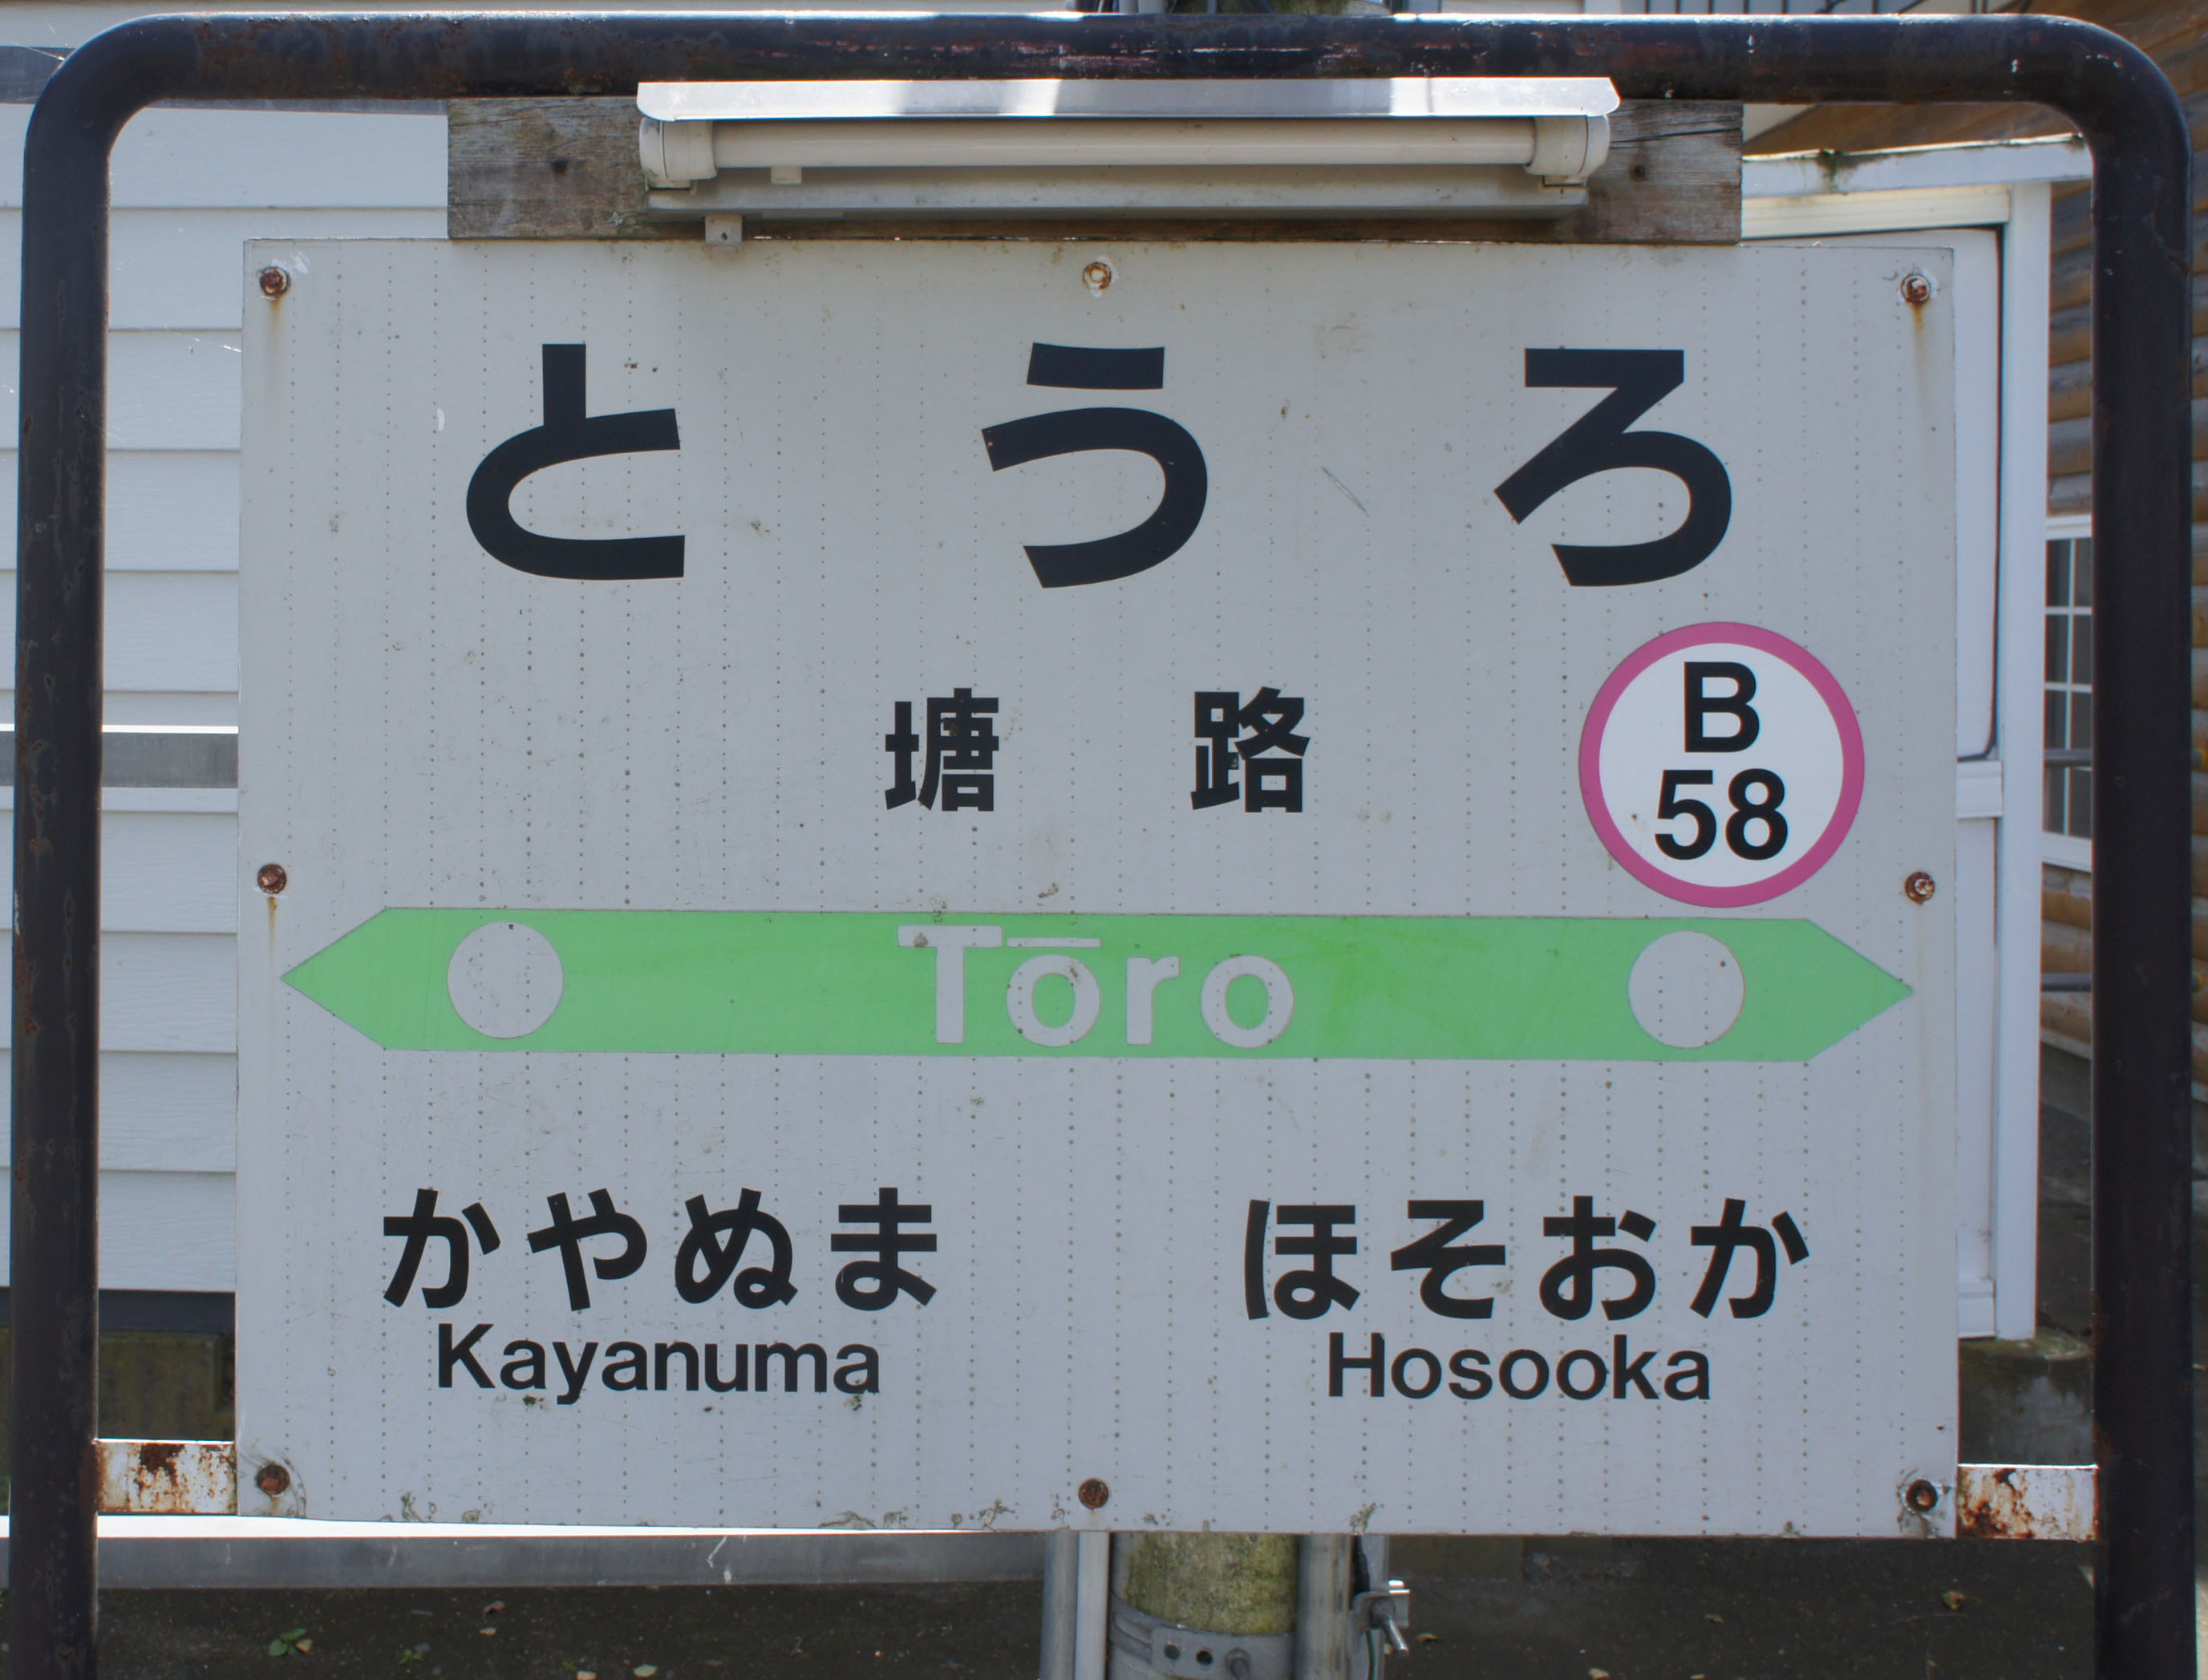 とうろ
塘路
B
58
Tōro
かやぬま
Kayanuma
ほそおか
Hosooka